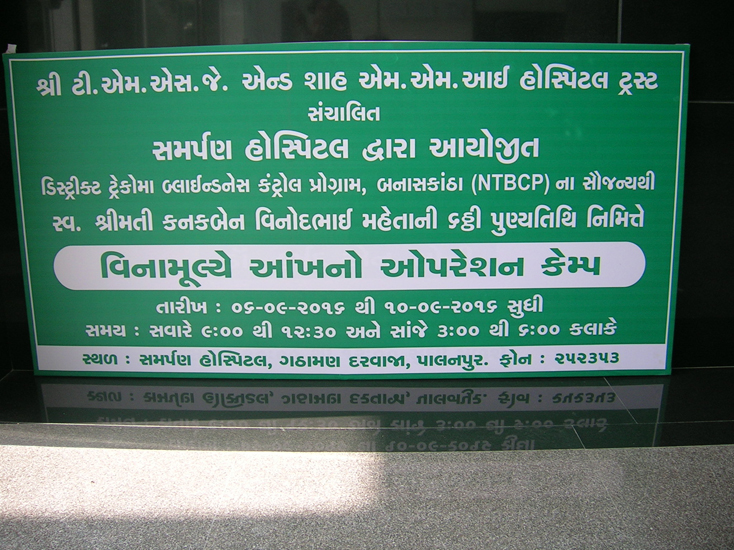 શ્રી ટી.એમ.એસ.જે. એન્ડ શાહ એમ.એમ.આઈ હોસ્પિટલ ટ્રસ્ટ
સંચાલિત
સમર્પણ હોસ્પિટલ દ્વારા આયોજીત
ડિસ્ટ્રીક્ટ ટ્રેકોમા બ્લાઈન્ડનેસ કંટ્રોલ પ્રોગ્રામ, બનાસકાંઠા (NTBCP) ના સૌજન્યથી
સ્વ. શ્રીમતી કનકબેન વિનોદભાઈ મહેતાની ૬ઠ્ઠી પુણ્યતિથિ નિમિત્તે
વિનામૂલ્યે આંખનો ઓપરેશન કેમ્પ
તારીખ : ૦૬-૦૯-૨૦૧૬ થી ૧૦-૦૯-૨૦૧૬ સુધી
સમય : સવારે ૯:૦૦ થી ૧૨:૩૦ અને સાંજે ૩:૦૦ થી ૬:૦૦ કલાકે
સ્થળ : સમર્પણ હોસ્પિટલ, ગઠામણ દરવાજા, પાલનપુર. ફોન : ૨૫૨૩૫૩